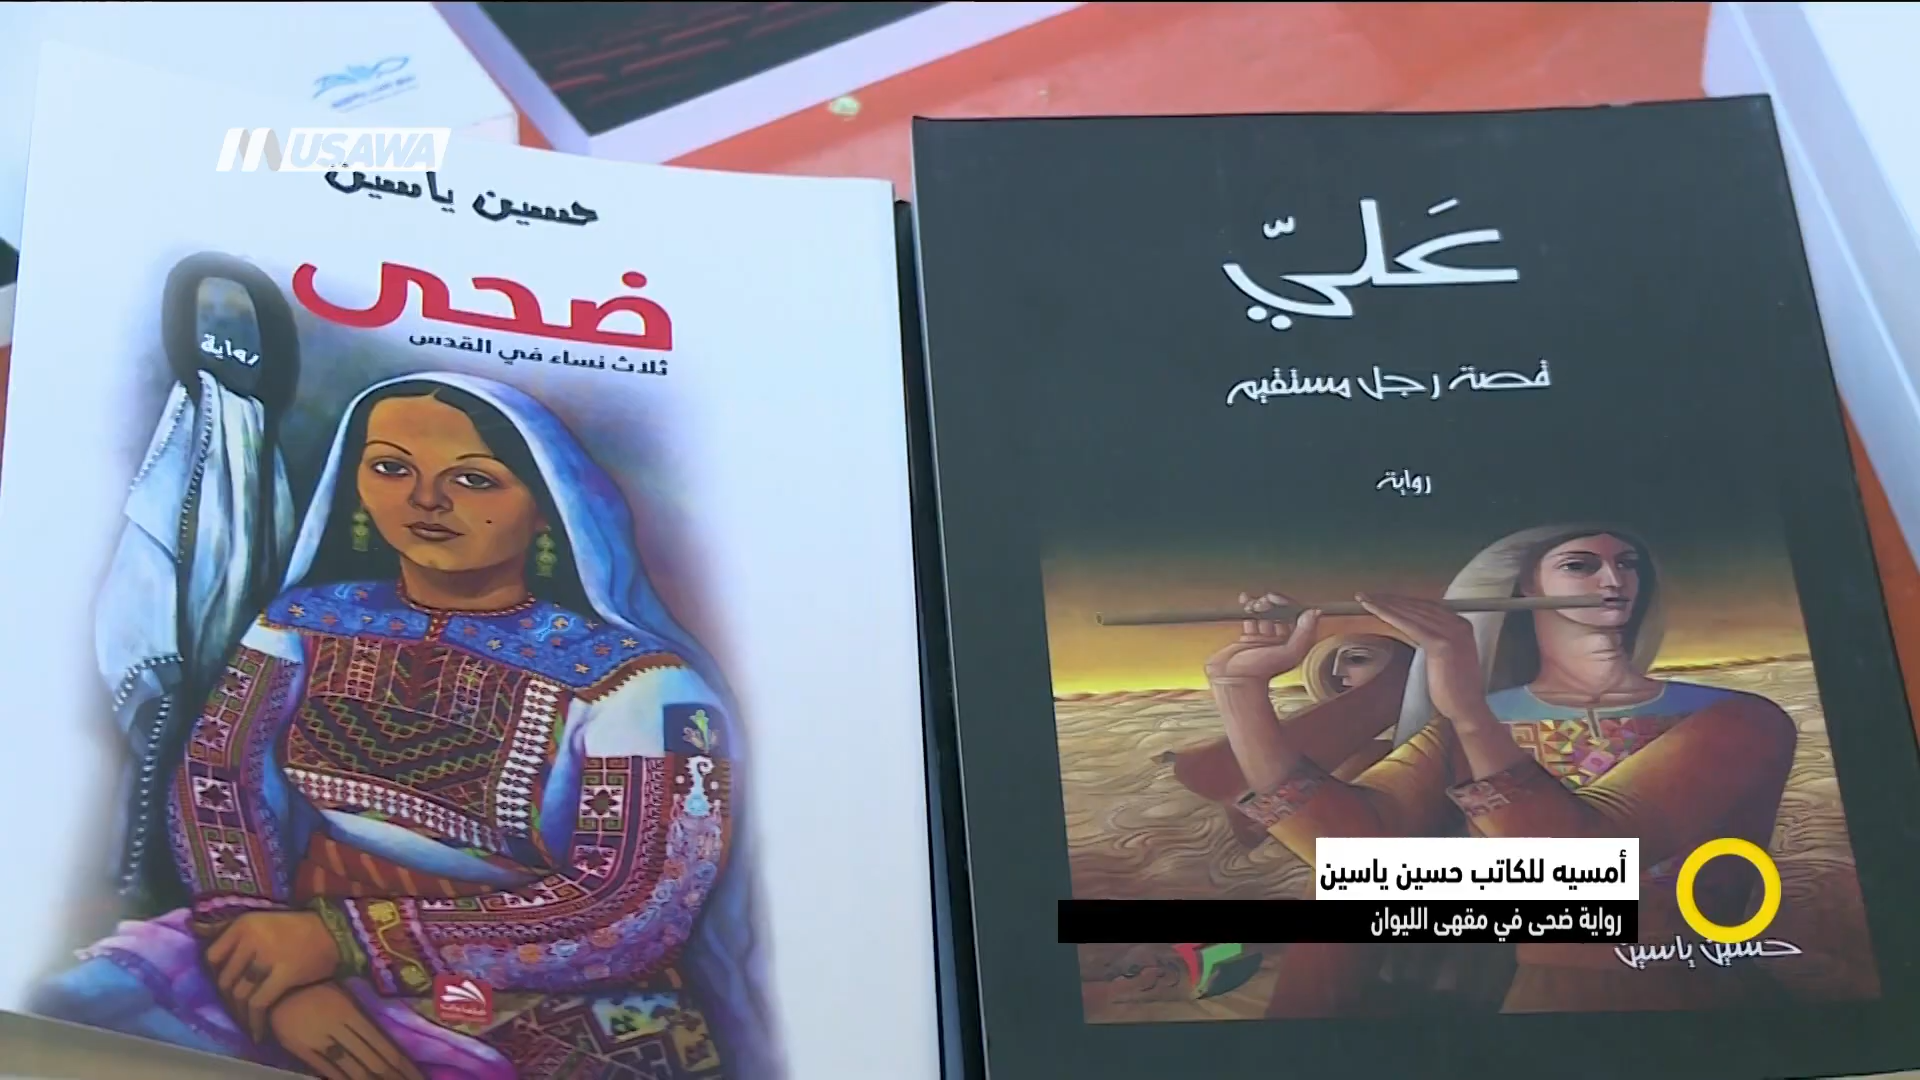 MUSAWA
حسين ياسين
ضحى
ثلاث نساء في القدس
رواية
عَليّ
قصة رجل مستقيم
رواية
حسين ياسين
أمسيه للكاتب حسين ياسين
رواية ضحى في مقهى الليوان